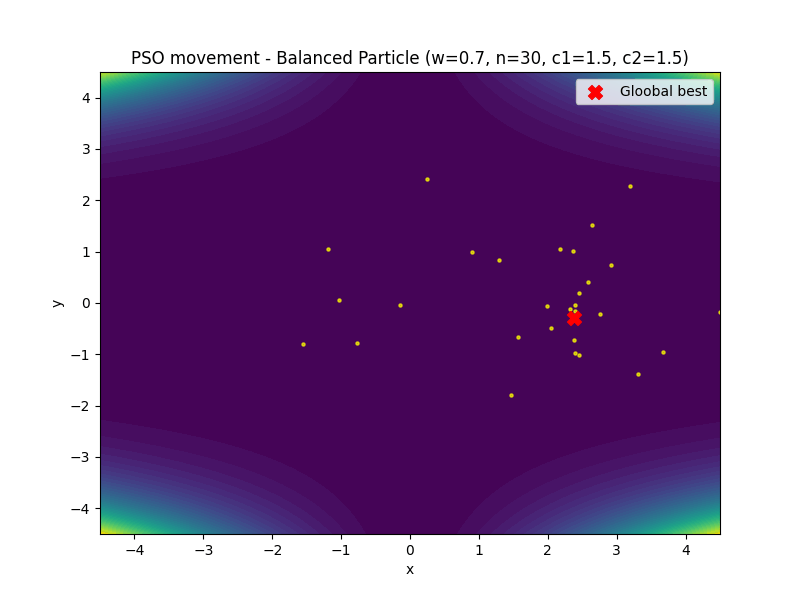 PSO movement - Balanced Particle (w=0.7, n=30, c1=1.5, c2=1.5)
Gloobal best
4
3
2
1
0
−1
−2
−3
−4
y
−4 −3 −2 −1 0 1 2 3 4
x